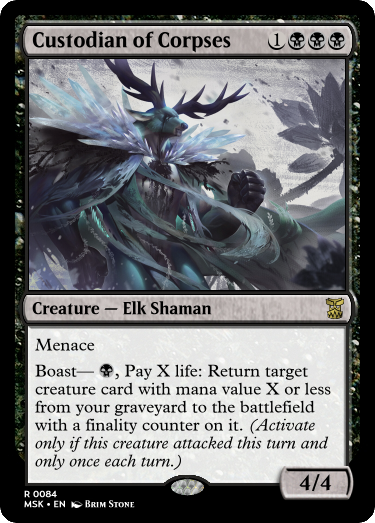 Custodian of Corpses 1
Creature — Elk Shaman
Menace
Boast— , Pay X life: Return target
creature card with mana value X or less
from your graveyard to the battlefield
with a finality counter on it. (Activate
only if this creature attacked this turn and
only once each turn.)
4/4
R 0084
MSK • EN Brim Stone